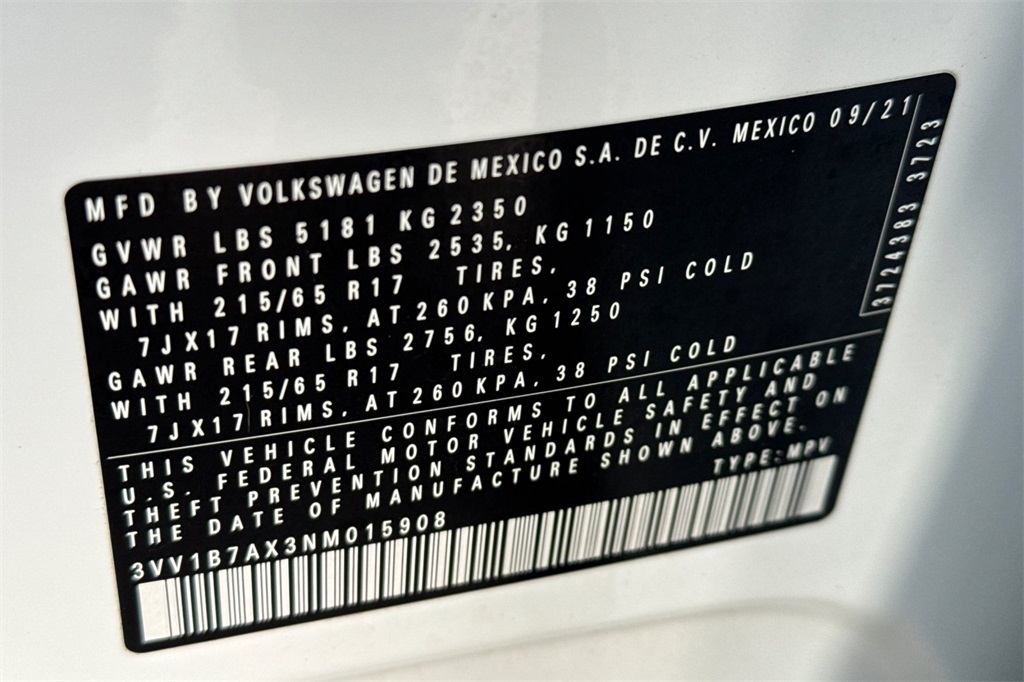 MFD BY VOLKSWAGEN DE MEXICO S.A. DE C.V. MEXICO 09/21
GVWR LBS 5181 KG 2350
GAWR FRONT LBS 2535, KG 1150
WITH 215/65 R17 TIRES,
7JX17 RIMS, AT 260 KPA, 38 PSI COLD
GAWR REAR LBS 2756, KG 1250
WITH 215/65 R17 TIRES,
7JX17 RIMS, AT 260 KPA, 38 PSI COLD
THIS VEHICLE CONFORMS TO ALL APPLICABLE
U.S. FEDERAL MOTOR VEHICLE SAFETY AND
THEFT PREVENTION STANDARDS IN EFFECT ON
THE DATE OF MANUFACTURE SHOWN ABOVE.
TYPE:MPV
3VV1B7AX3NM015908
3724383 3723